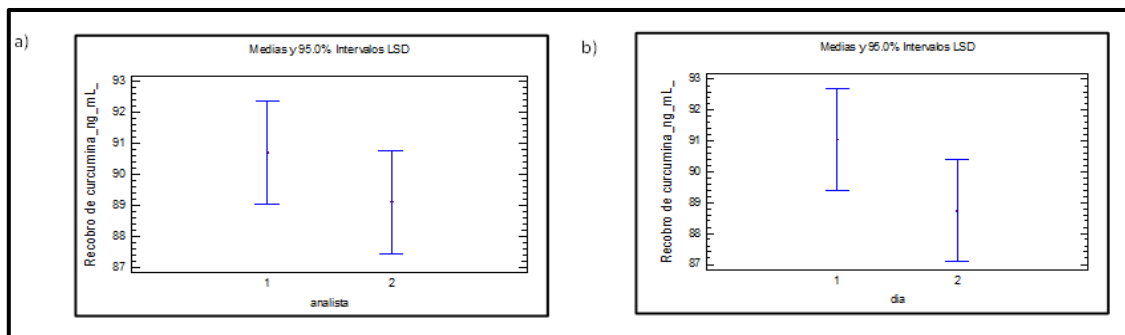 a)
Medias y 95.0% Intervalos LSD
Recobro de curcumina_ng_mL_
93
92
91
90
89
88
87
1 2
analista
b)
Medias y 95.0% Intervalos LSD
Recobro de curcumina_ng_mL_
93
92
91
90
89
88
87
1 2
dia